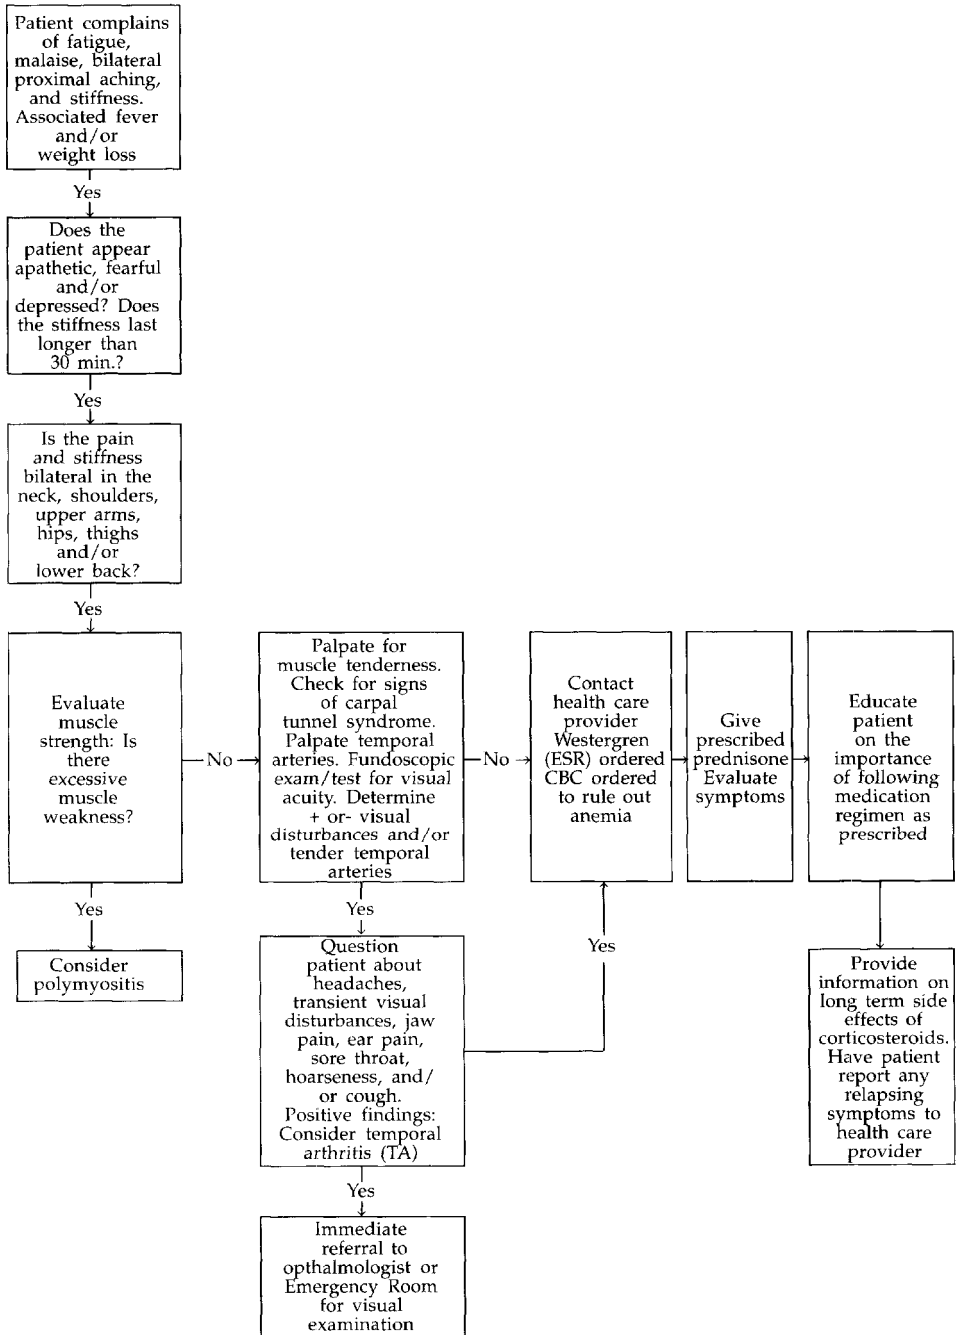 Patient complains
of fatigue,
malaise, bilateral
proximal aching,
and stiffness.
Associated fever
and/or
weight loss
Yes
Does the
patient appear
apathetic, fearful
and/or
depressed? Does
the stiffness last
longer than
30 min.?
Yes
Is the pain
and stiffness
bilateral in the
neck, shoulders,
upper arms,
hips, thighs
and/or
lower back?
Yes
Evaluate
muscle
strength: Is
there
excessive
muscle
weakness?
No
Yes
Consider
polymyositis
Palpate for
muscle tenderness.
Check for signs
of carpal
tunnel syndrome.
Palpate temporal
arteries. Fundoscopic
exam/test for visual
acuity. Determine
+ or- visual
disturbances and/or
tender temporal
arteries
No
Yes
Question
patient about
headaches,
transient visual
disturbances, jaw
pain, ear pain,
sore throat,
hoarseness, and/
or cough.
Positive findings:
Consider temporal
arthritis (TA)
Yes
Yes
Immediate
referral to
opthalmologist or
Emergency Room
for visual
examination
Contact
health care
provider
Westergren
(ESR) ordered
CBC ordered
to rule out
anemia
Give
prescribed
prednisone
Evaluate
symptoms
Educate
patient
on the
importance
of following
medication
regimen as
prescribed
Provide
information on
long term side
effects of
corticosteroids.
Have patient
report any
relapsing
symptoms to
health care
provider